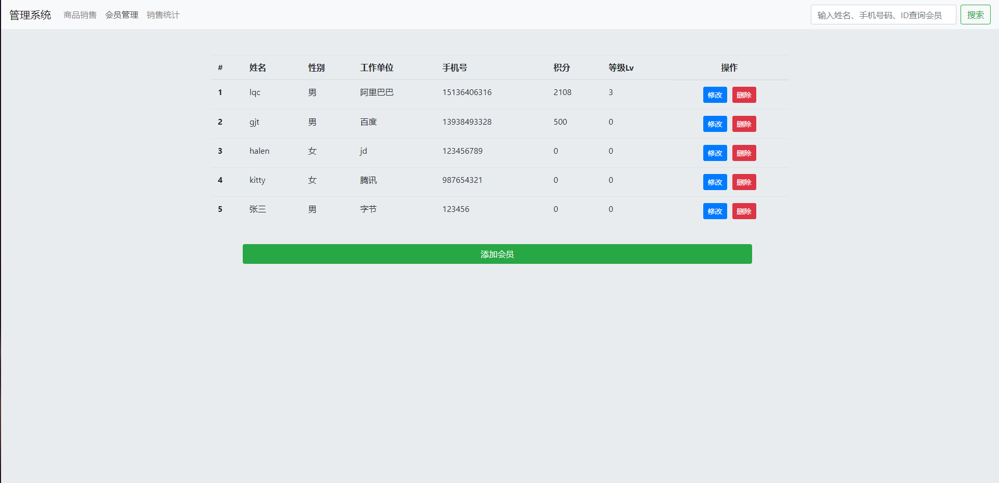 管理系统 商品销售 会员管理 销售统计 输入姓名、手机号码、ID查询会员 搜索
# 姓名 性别 工作单位 手机号 积分 等级Lv 操作
1 lqc 男 阿里巴巴 15136406316 2108 3 修改 删除
2 gjt 男 百度 13938493328 500 0 修改 删除
3 halen 女 jd 123456789 0 0 修改 删除
4 kitty 女 腾讯 987654321 0 0 修改 删除
5 张三 男 字节 123456 0 0 修改 删除
添加会员